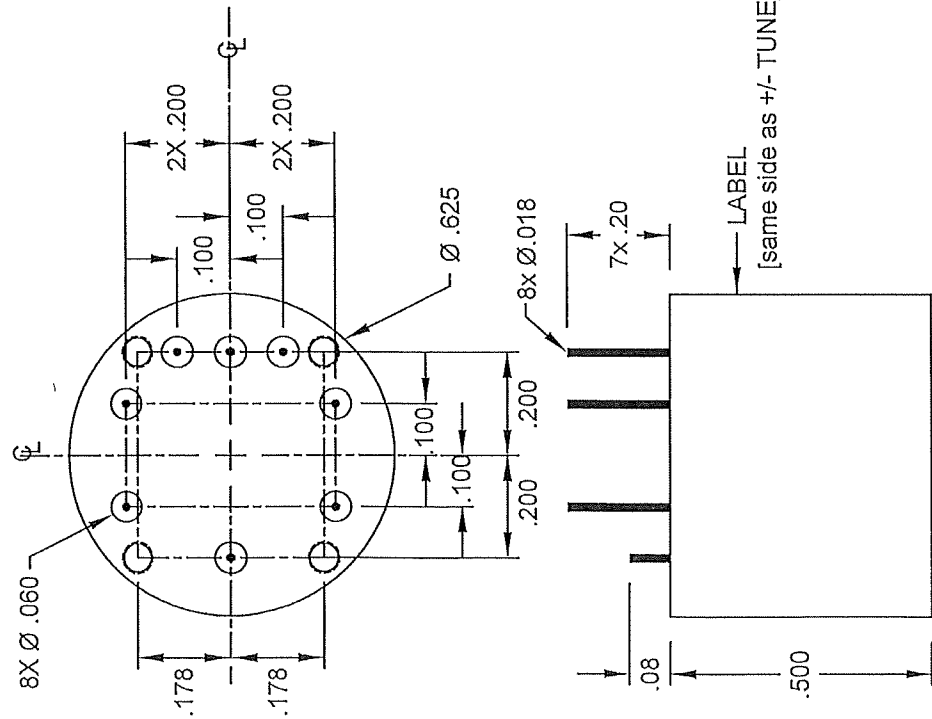 ℄
℄
2X .200
2X .200
.100
.100
Ø .625
8X Ø .060
.178
.178
.100
.100
.200
.200
8x Ø.018
7x .20
LABEL
[same side as +/- TUNE
.08
.500